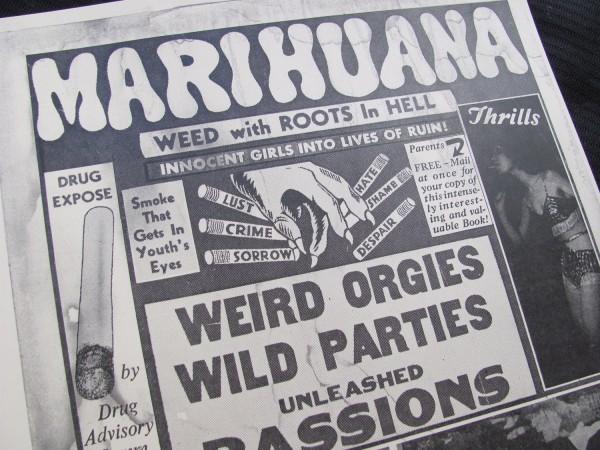 MARIHUANA
WEED with ROOTS In HELL
INNOCENT GIRLS INTO LIVES OF RUIN!
Thrills
DRUG
EXPOSE
Smoke
That
Gets In
Youth's
Eyes
LUST
CRIME
SORROW
HATE
SHAME
DESPAIR
Parents
FREE - Mail
at once for
your copy of
this intense-
ly interest-
ing and val-
uable Book!
WEIRD ORGIES
WILD PARTIES
UNLEASHED
PASSIONS
by
Drug
Advisory